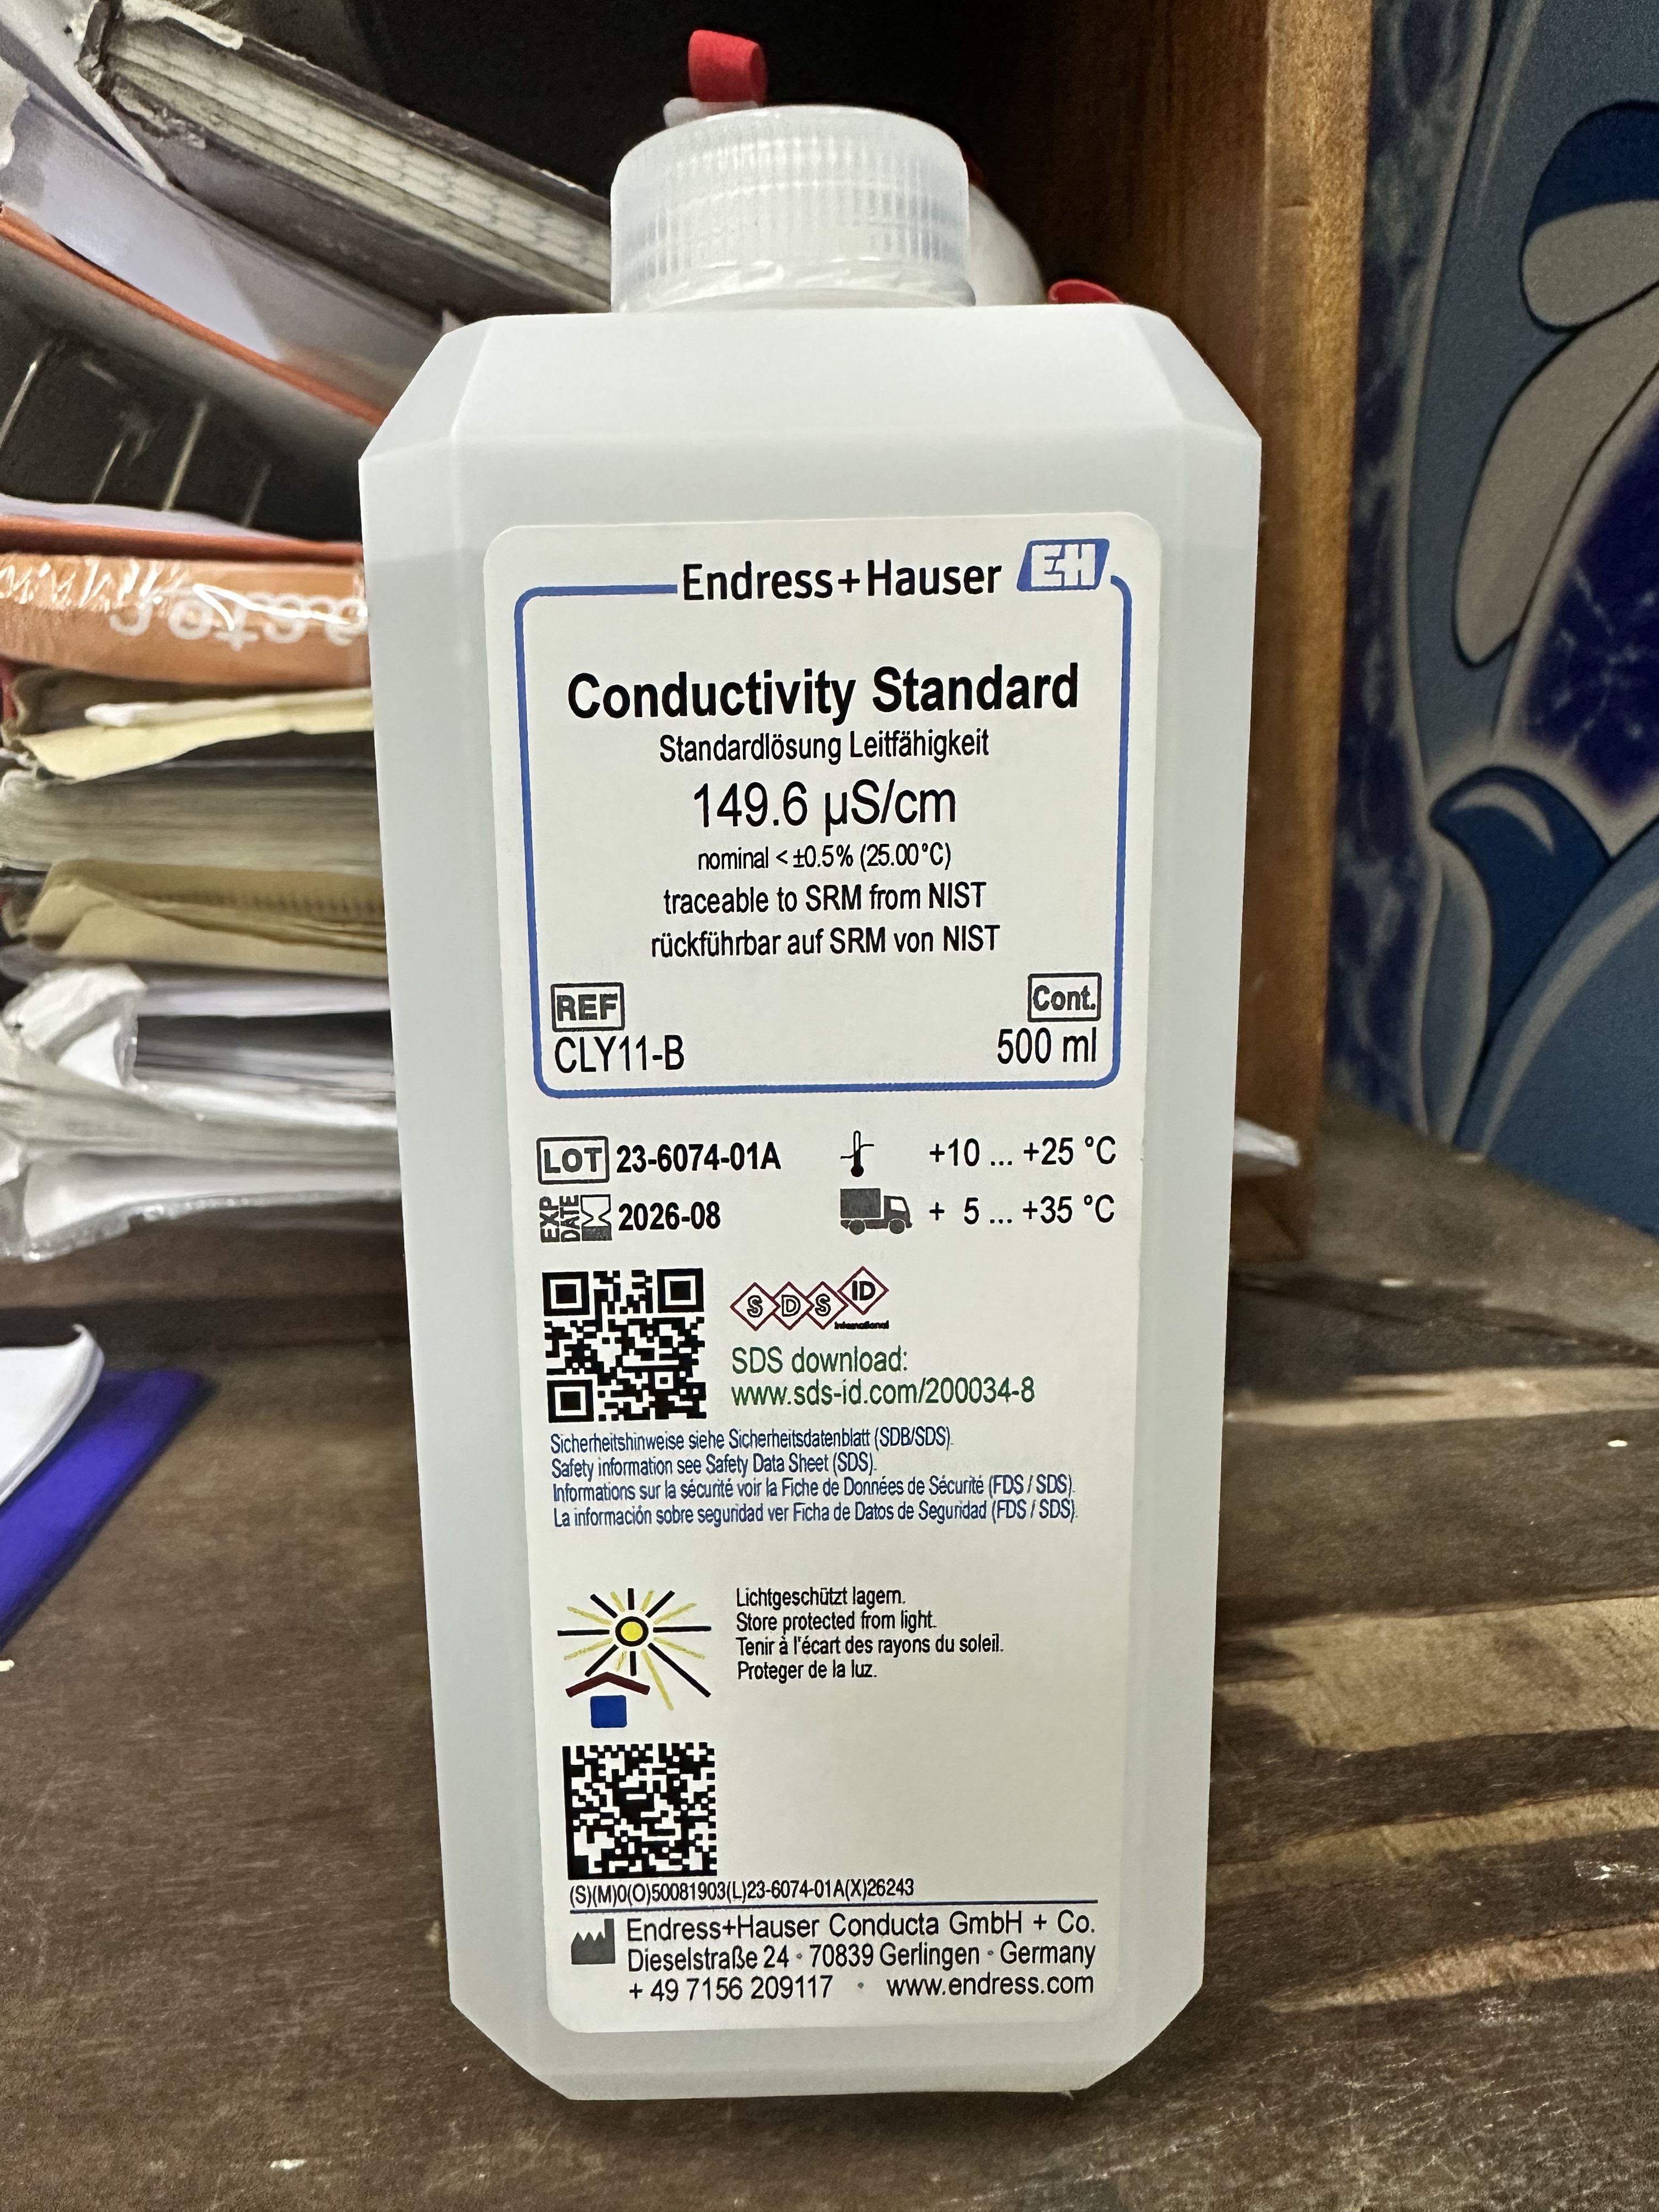 Endress+Hauser EH
Conductivity Standard
Standardlösung Leitfähigkeit
149.6 µS/cm
nominal <±0.5% (25.00°C)
traceable to SRM from NIST
rückführbar auf SRM von NIST
REF
Cont.
CLY11-B
500 ml
LOT 23-6074-01A
+10 ... +25 °C
EXP DATE 2026-08
+ 5 ... +35 °C
SDS ID
International
SDS download:
www.sds-id.com/200034-8
Sicherheitshinweise siehe Sicherheitsdatenblatt (SDB/SDS).
Safety information see Safety Data Sheet (SDS).
Informations sur la sécurité voir la Fiche de Données de Sécurité (FDS / SDS).
La información sobre seguridad ver Ficha de Datos de Seguridad (FDS / SDS).
Lichtgeschützt lagern.
Store protected from light.
Tenir à l'écart des rayons du soleil.
Proteger de la luz.
(S)(M)0(O)50081903(L)23-6074-01A(X)26243
Endress+Hauser Conducta GmbH + Co.
Dieselstraße 24 · 70839 Gerlingen · Germany
+ 49 7156 209117 · www.endress.com